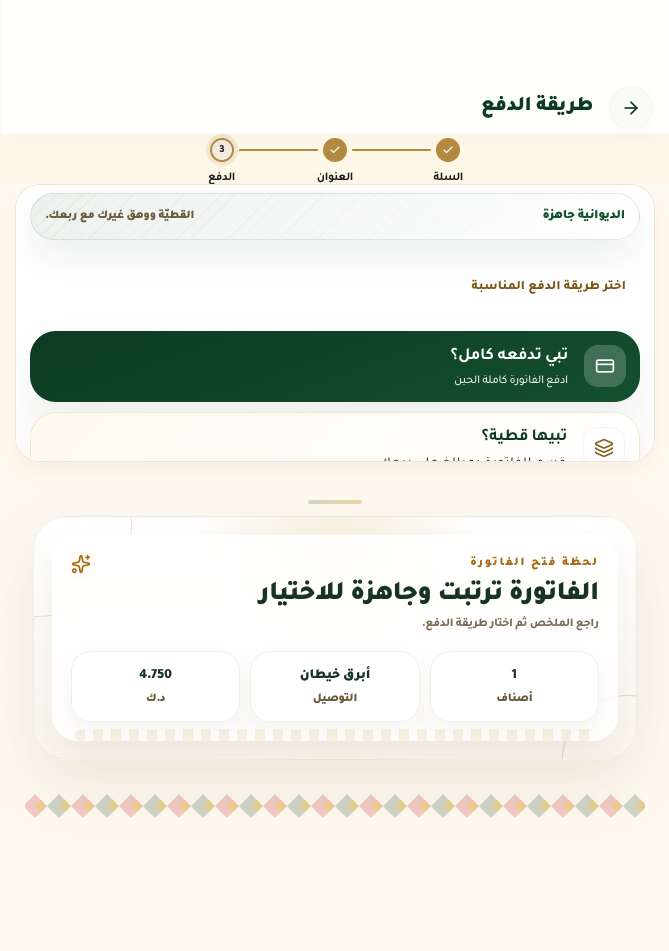 طريقة الدفع
السلة
العنوان
3
الدفع
الديوانية جاهزة
القطيّة ووهق غيرك مع ربعك.
اختر طريقة الدفع المناسبة
تبي تدفعه كامل؟
ادفع الفاتورة كاملة الحين
تبيها قطية؟
لحظة فتح الفاتورة
الفاتورة ترتبت وجاهزة للاختيار
راجع الملخص ثم اختار طريقة الدفع.
1
أصناف
أبرق خيطان
التوصيل
4.750
د.ك